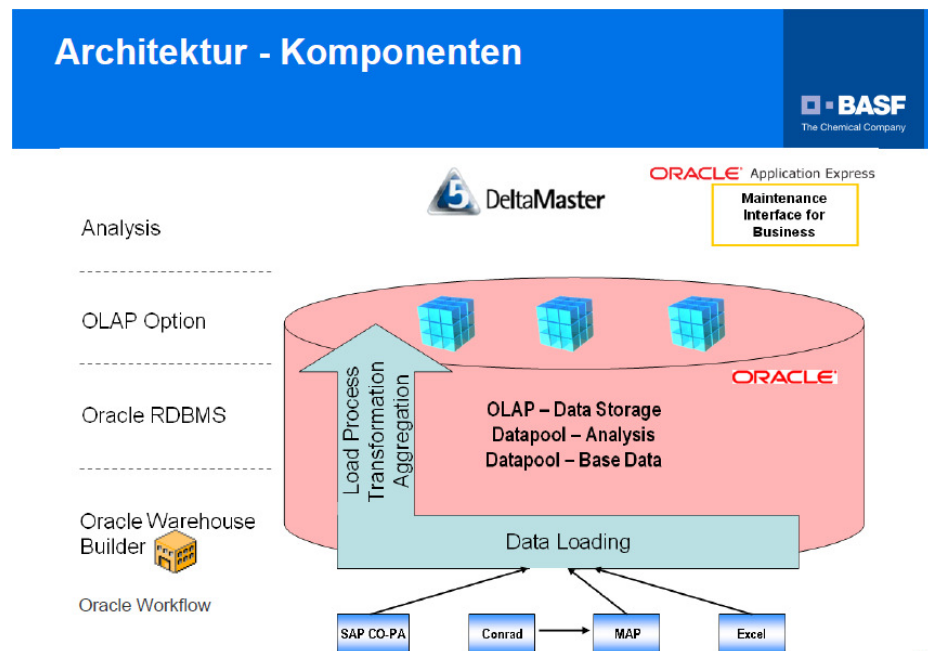 Architektur - Komponenten
BASF
The Chemical Company
5 DeltaMaster
ORACLE Application Express
Maintenance
Interface for
Business
Analysis
OLAP Option
Oracle RDBMS
Oracle Warehouse
Builder
Oracle Workflow
ORACLE
Load Process
Transformation
Aggregation
OLAP – Data Storage
Datapool – Analysis
Datapool – Base Data
Data Loading
SAP CO-PA
Conrad
MAP
Excel